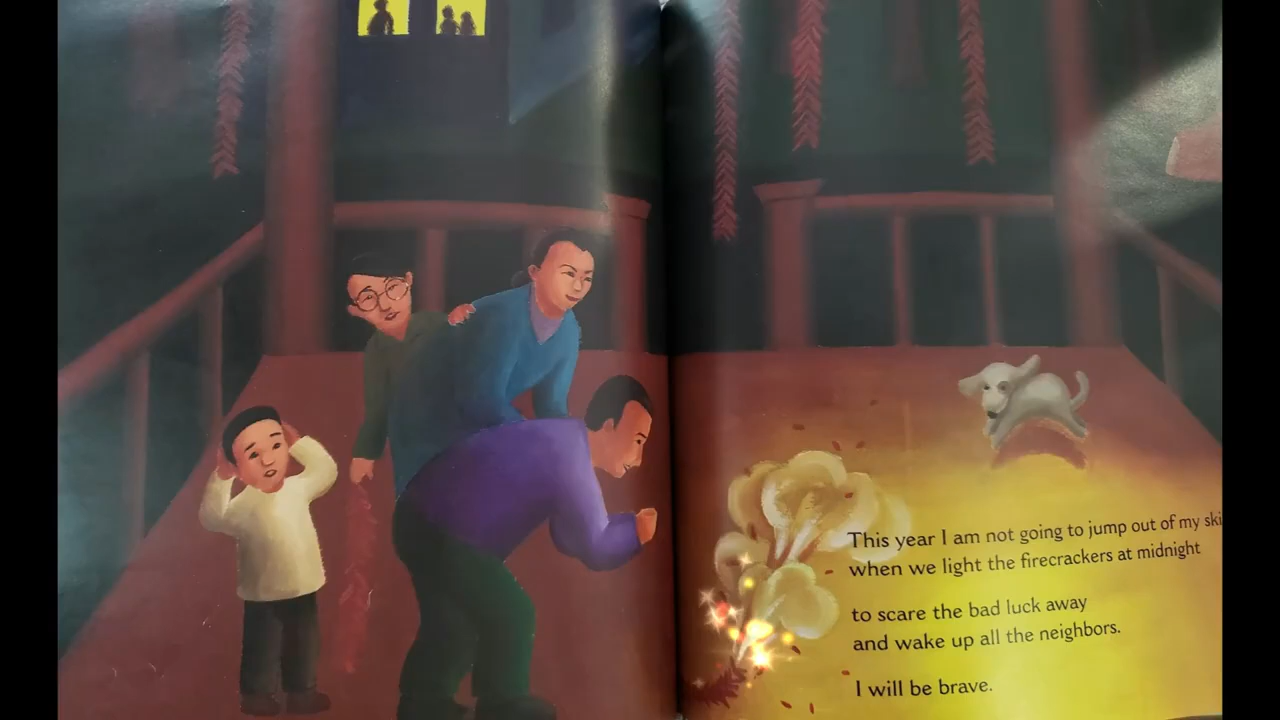 This year I am not going to jump out of my ski
when we light the firecrackers at midnight
to scare the bad luck away
and wake up all the neighbors.
I will be brave.